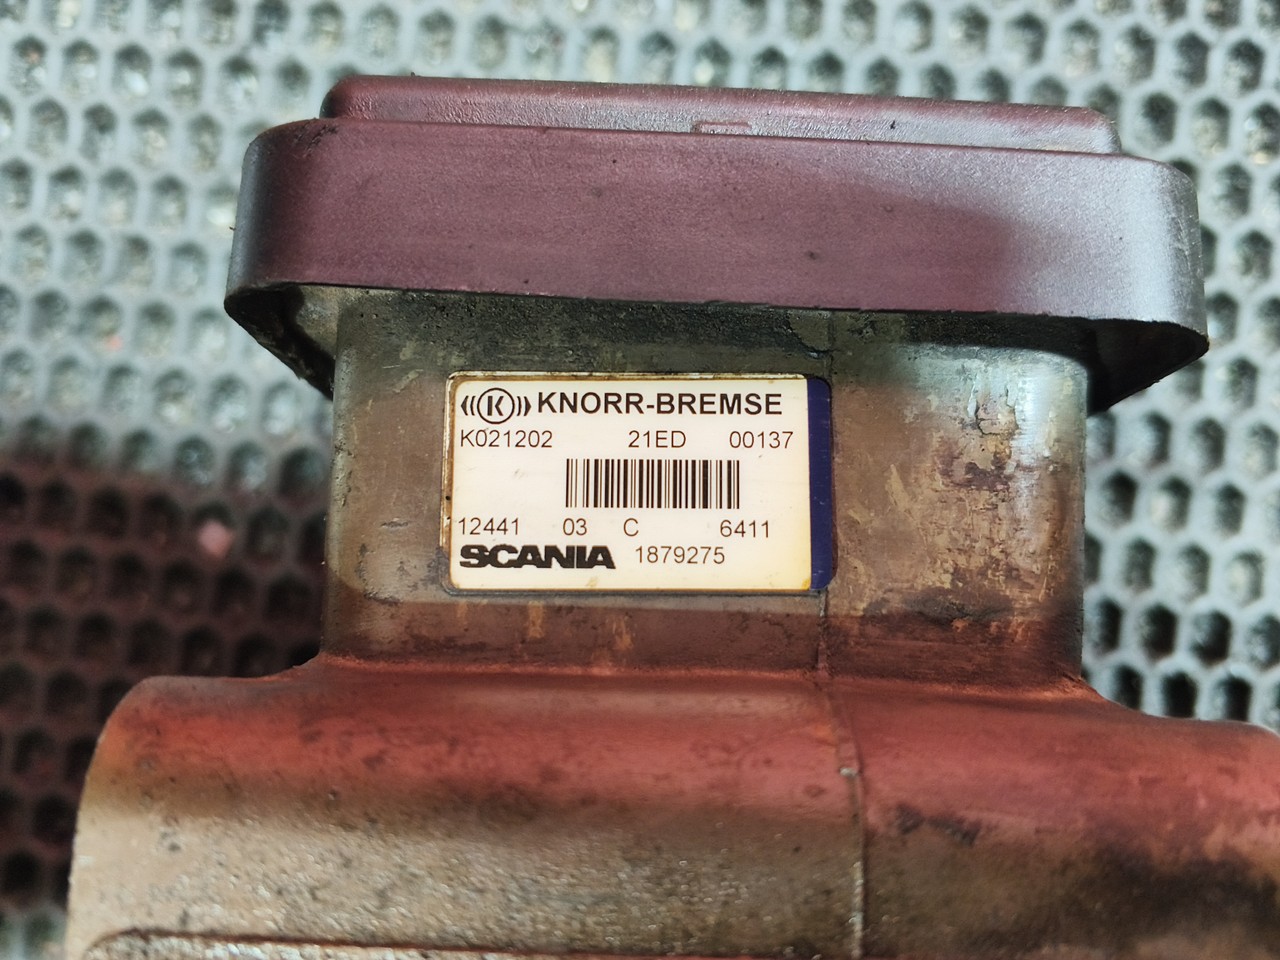 K KNORR-BREMSE
K021202 21ED 00137
12441 03 C 6411
SCANIA 1879275